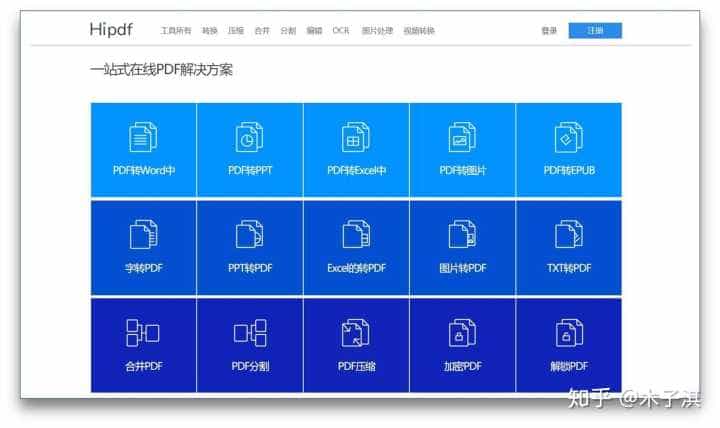 Hipdf 工具所有 转换 压缩 合并 分割 编辑 OCR 图片处理 视频转换 登录 注册
一站式在线PDF解决方案
PDF转Word中 PDF转PPT PDF转Excel中 PDF转图片 PDF转EPUB
字转PDF PPT转PDF Excel的转PDF 图片转PDF TXT转PDF
合并PDF PDF分割 PDF压缩 加密PDF 解锁PDF
知乎 @木子淇